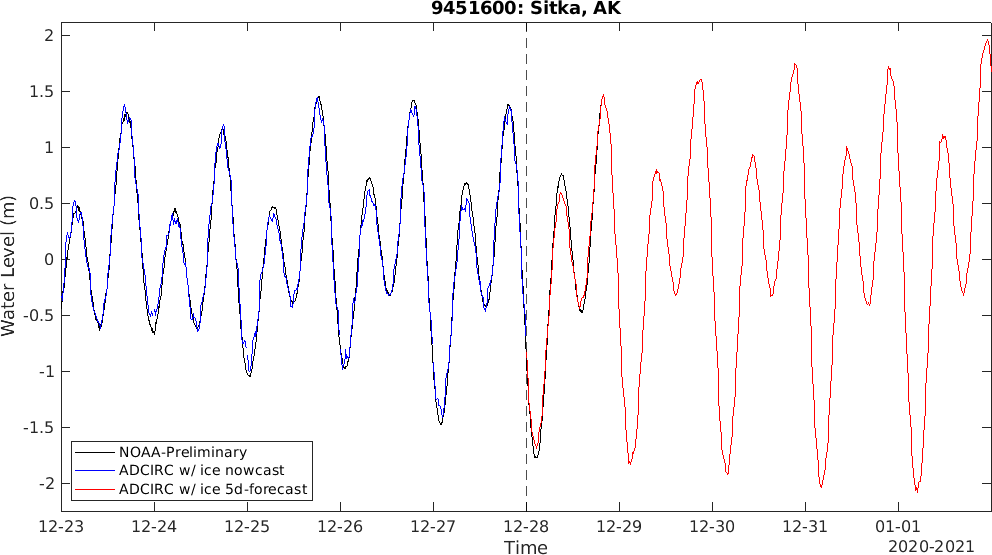 9451600: Sitka, AK
2
1.5
1
0.5
0
-0.5
-1
-1.5
-2
Water Level (m)
NOAA-Preliminary
ADCIRC w/ ice nowcast
ADCIRC w/ ice 5d-forecast
12-23 12-24 12-25 12-26 12-27 12-28 12-29 12-30 12-31 01-01
Time
2020-2021